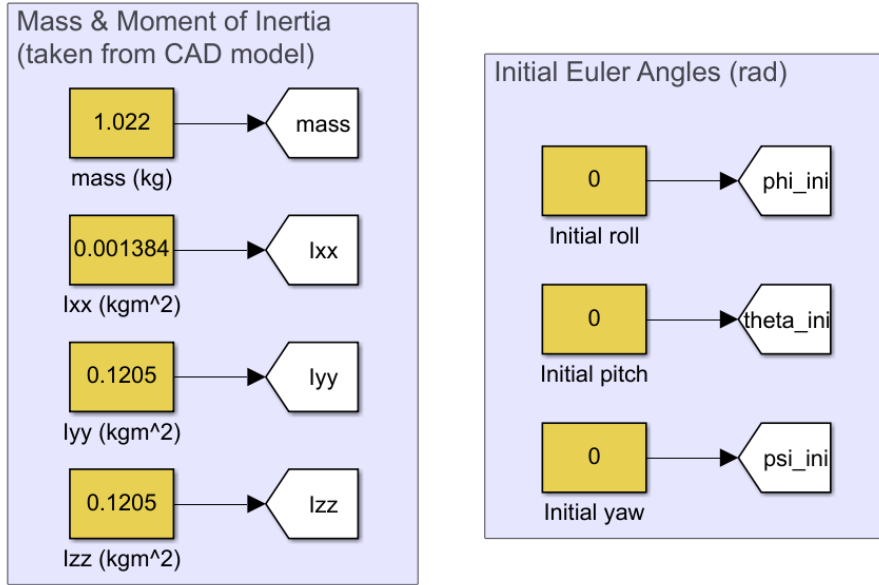 Mass & Moment of Inertia
(taken from CAD model)
1.022
mass
mass (kg)
0.001384
Ixx
Ixx (kgm^2)
0.1205
Iyy
Iyy (kgm^2)
0.1205
Izz
Izz (kgm^2)
Initial Euler Angles (rad)
0
phi_ini
Initial roll
0
theta_ini
Initial pitch
0
psi_ini
Initial yaw